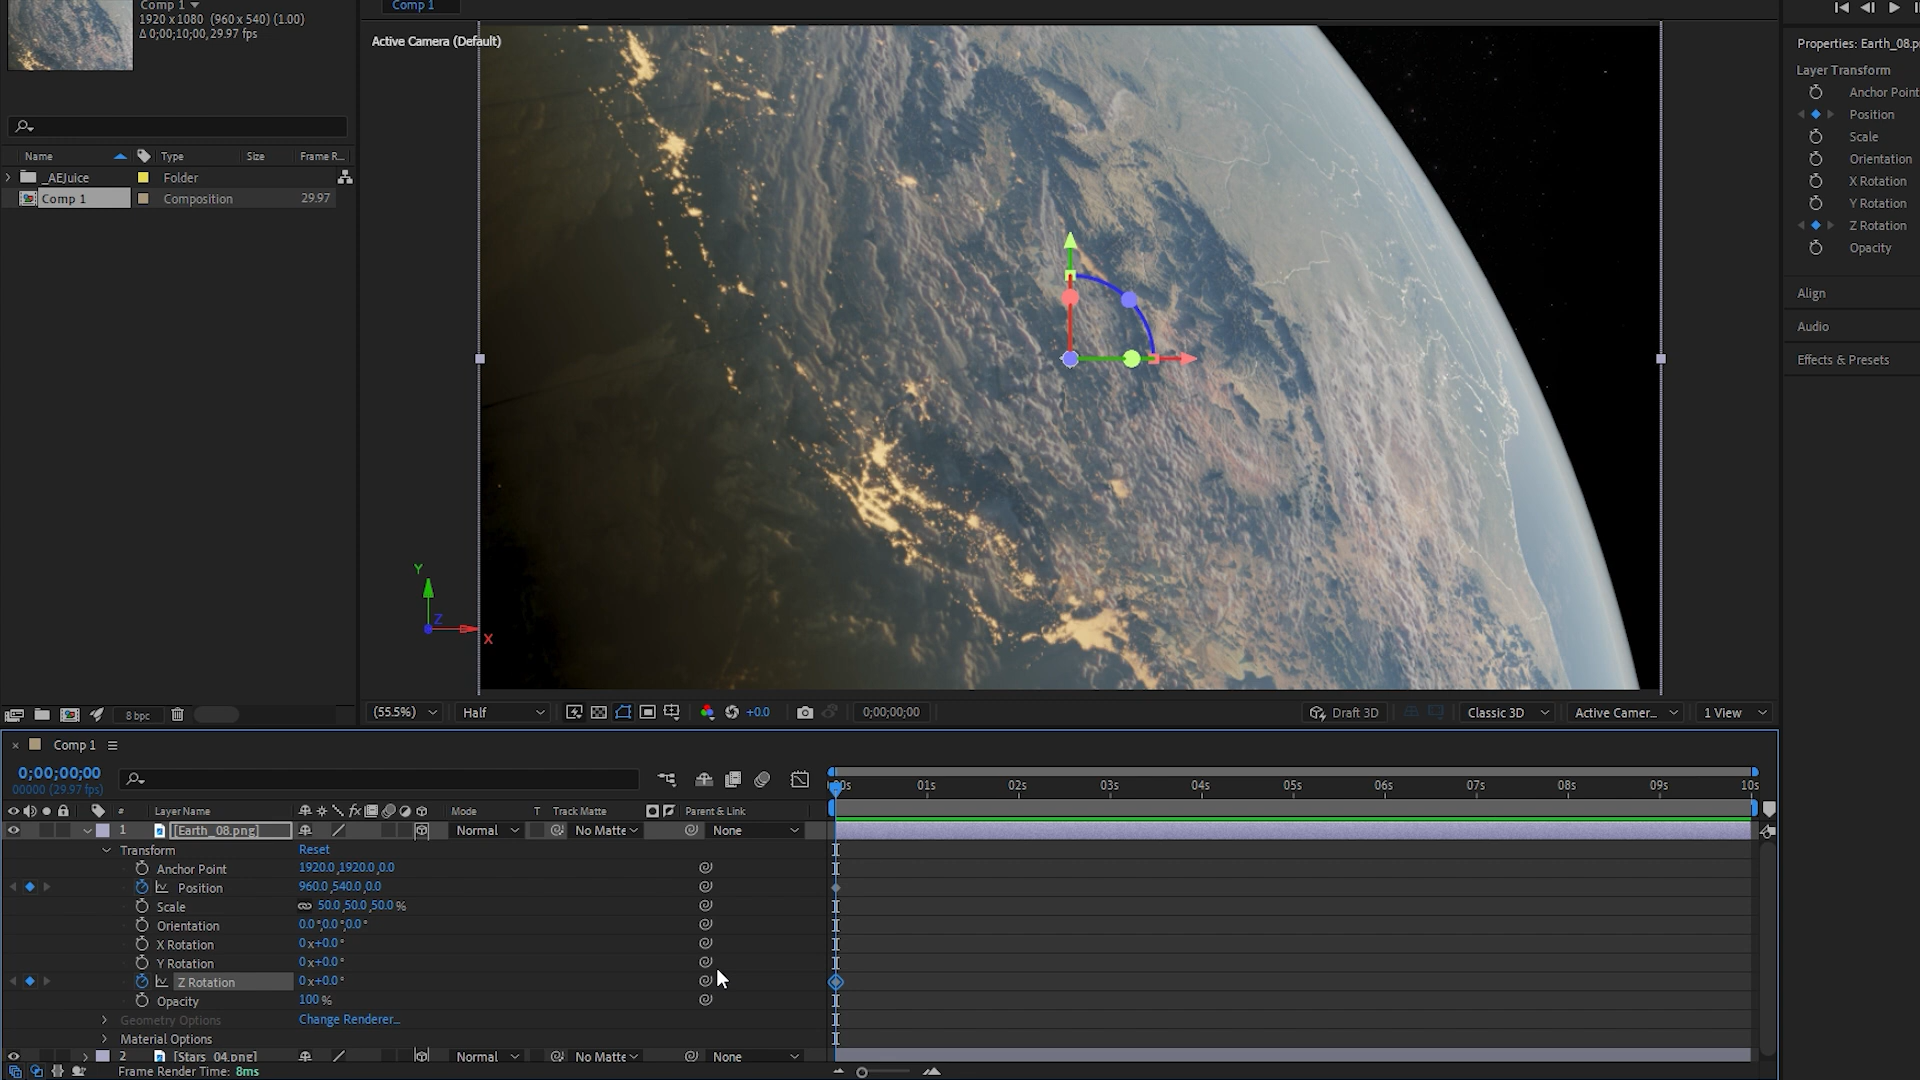 Comp 1
1920 x 1080 (960 x 540) (1.00)
Δ 0;00;10;00, 29.97 fps
Name Type Size Frame R...
_AEJuice Folder
Comp 1 Composition 29.97
8 bpc
Comp 1
Active Camera (Default)
Y
Z
X
(55.5%) Half +0.0 0;00;00;00 Draft 3D Classic 3D Active Camer... 1 View
Properties: Earth_08.p
Layer Transform
Anchor Point
Position
Scale
Orientation
X Rotation
Y Rotation
Z Rotation
Opacity
Align
Audio
Effects & Presets
Comp 1
0;00;00;00
00000 (29.97 fps)
00s 01s 02s 03s 04s 05s 06s 07s 08s 09s 10s
# Layer Name fx Mode T Track Matte Parent & Link
1 [Earth_08.png] Normal No Matte None
Transform Reset
Anchor Point 1920.0,1920.0,0.0
Position 960.0,540.0,0.0
Scale 50.0,50.0,50.0 %
Orientation 0.0°,0.0°,0.0°
X Rotation 0x+0.0°
Y Rotation 0x+0.0°
Z Rotation 0x+0.0°
Opacity 100 %
Geometry Options Change Renderer...
Material Options
2 [Stars_04.png] Normal No Matte None
Frame Render Time: 8ms